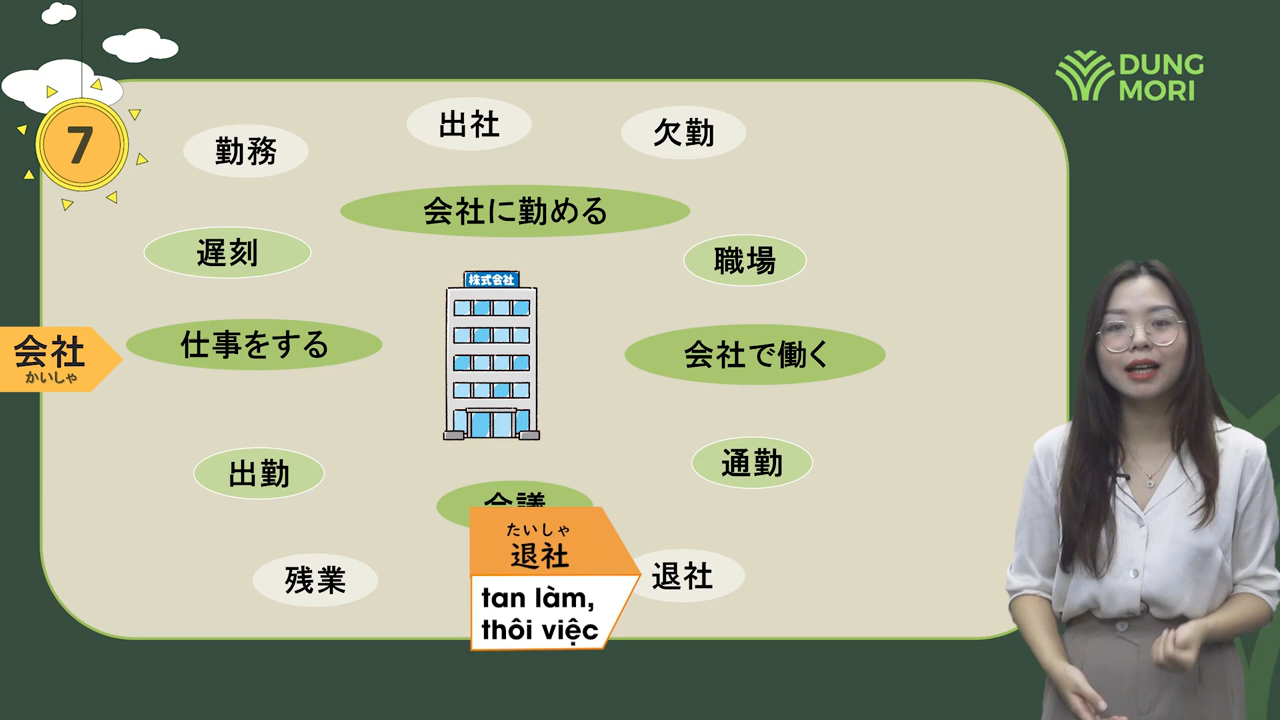 DUNG
MORI
7
出社
欠勤
勤務
会社に勤める
遅刻
職場
株式会社
仕事をする
会社で働く
会社
かいしゃ
出勤
通勤
会議
たいしゃ
退社
tan làm,
thôi việc
残業
退社